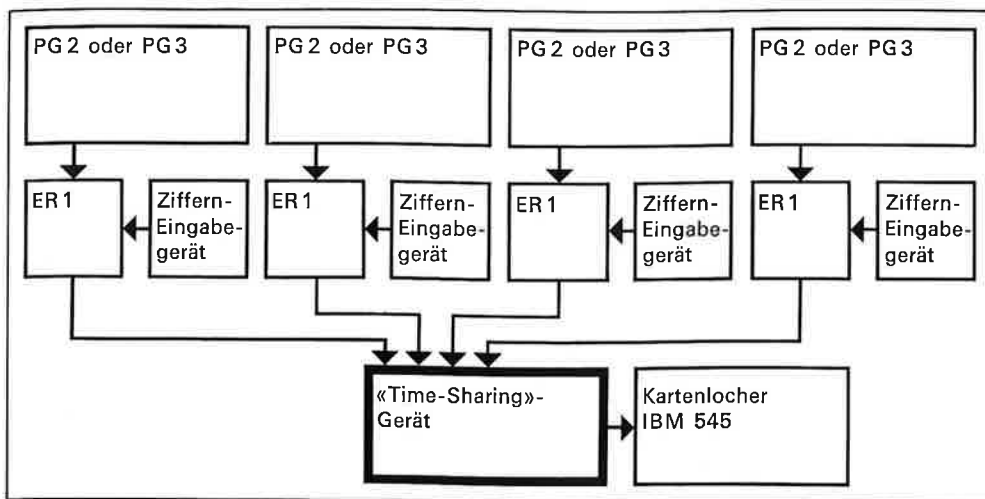 PG 2 oder PG 3
PG 2 oder PG 3
PG 2 oder PG 3
PG 2 oder PG 3
ER 1
Ziffern-
Eingabe-
gerät
ER 1
Ziffern-
Eingabe-
gerät
ER 1
Ziffern-
Eingabe-
gerät
ER 1
Ziffern-
Eingabe-
gerät
«Time-Sharing»-
Gerät
Kartenlocher
IBM 545